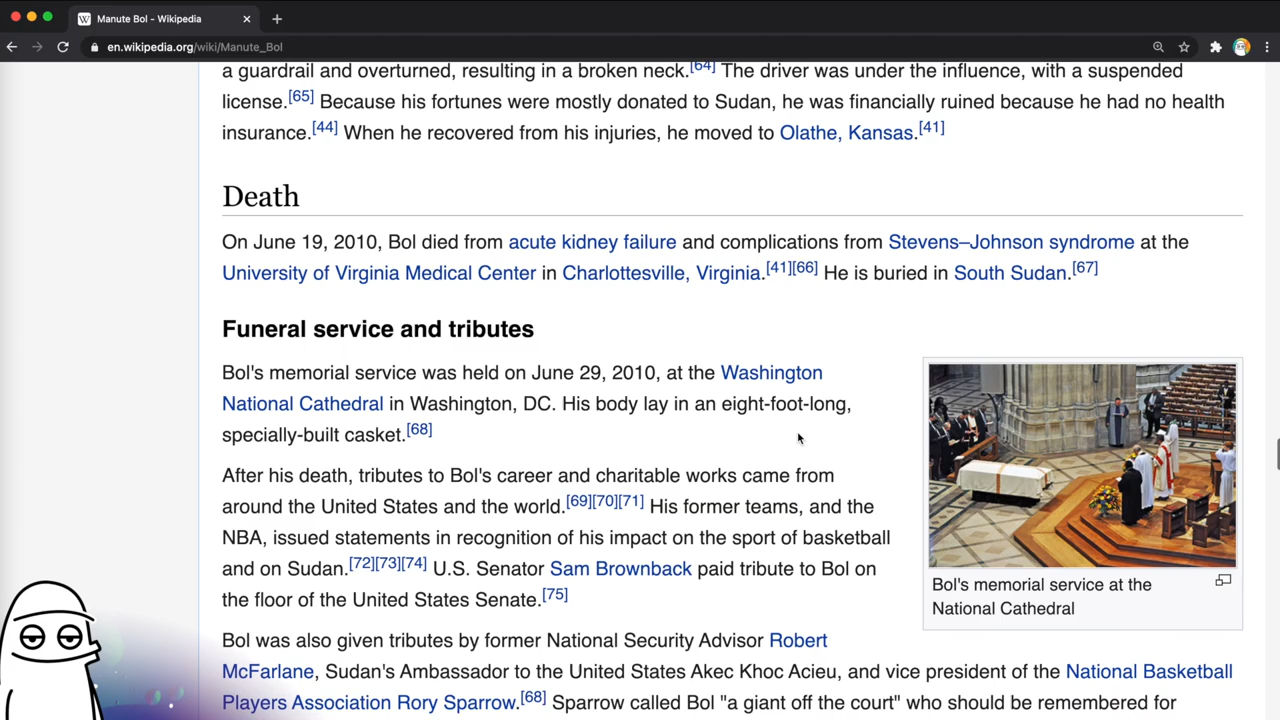 Manute Bol - Wikipedia
en.wikipedia.org/wiki/Manute_Bol
a guardrail and overturned, resulting in a broken neck.[64] The driver was under the influence, with a suspended
license.[65] Because his fortunes were mostly donated to Sudan, he was financially ruined because he had no health
insurance.[44] When he recovered from his injuries, he moved to Olathe, Kansas.[41]
Death
On June 19, 2010, Bol died from acute kidney failure and complications from Stevens–Johnson syndrome at the
University of Virginia Medical Center in Charlottesville, Virginia.[41][66] He is buried in South Sudan.[67]
Funeral service and tributes
Bol's memorial service was held on June 29, 2010, at the Washington
National Cathedral in Washington, DC. His body lay in an eight-foot-long,
specially-built casket.[68]
After his death, tributes to Bol's career and charitable works came from
around the United States and the world.[69][70][71] His former teams, and the
NBA, issued statements in recognition of his impact on the sport of basketball
and on Sudan.[72][73][74] U.S. Senator Sam Brownback paid tribute to Bol on
the floor of the United States Senate.[75]
Bol's memorial service at the
National Cathedral
Bol was also given tributes by former National Security Advisor Robert
McFarlane, Sudan's Ambassador to the United States Akec Khoc Acieu, and vice president of the National Basketball
Players Association Rory Sparrow.[68] Sparrow called Bol "a giant off the court" who should be remembered for